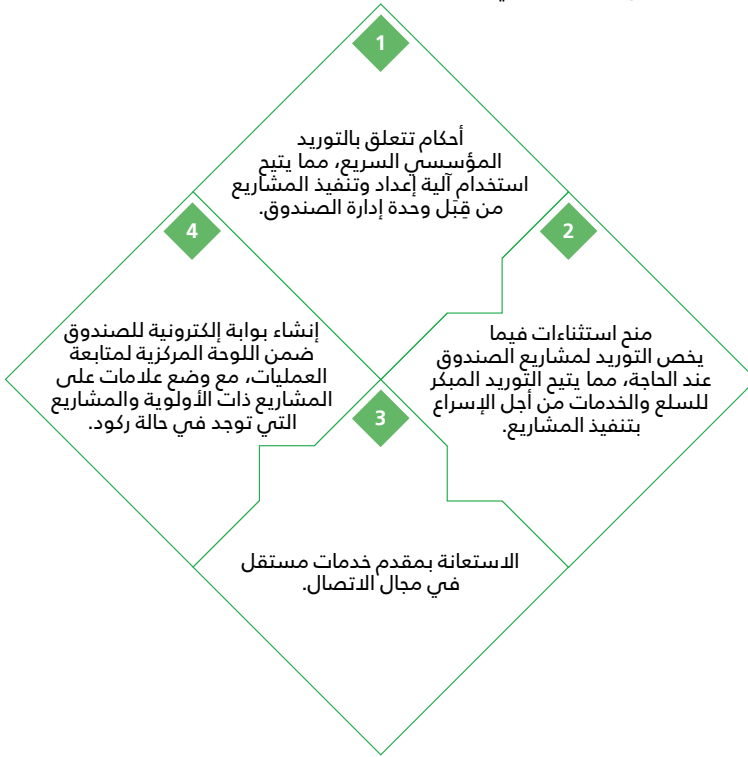 1
أحكام تتعلق بالتوريد
المؤسسي السريع، مما يتيح
استخدام آلية إعداد وتنفيذ المشاريع
من قِبَل وحدة إدارة الصندوق.
2
منح استثناءات فيما
يخص التوريد لمشاريع الصندوق
عند الحاجة، مما يتيح التوريد المبكر
للسلع والخدمات من أجل الإسراع
بتنفيذ المشاريع.
3
الاستعانة بمقدم خدمات مستقل
في مجال الاتصال.
4
إنشاء بوابة إلكترونية للصندوق
ضمن اللوحة المركزية لمتابعة
العمليات، مع وضع علامات على
المشاريع ذات الأولوية والمشاريع
التي توجد في حالة ركود.